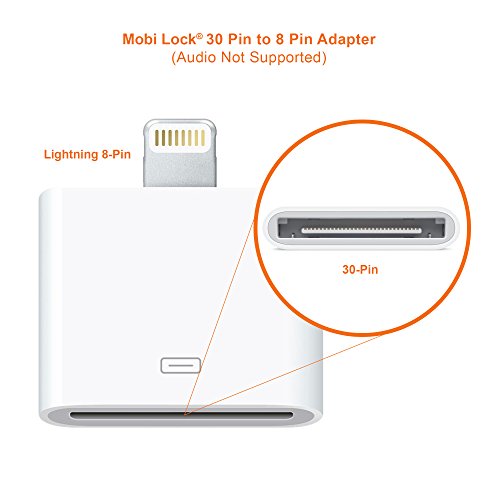 Mobi Lock® 30 Pin to 8 Pin Adapter
(Audio Not Supported)
Lightning 8-Pin
30-Pin